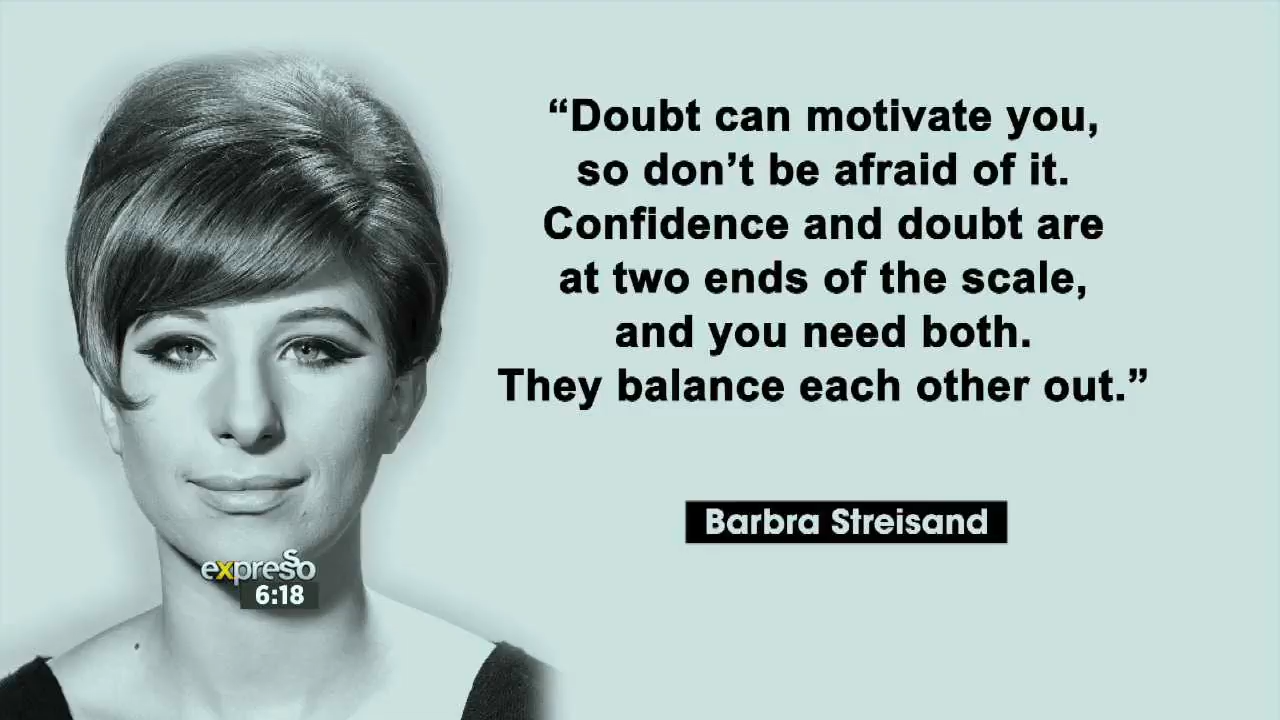 “Doubt can motivate you,
so don’t be afraid of it.
Confidence and doubt are
at two ends of the scale,
and you need both.
They balance each other out.”
Barbra Streisand
expresso
6:18